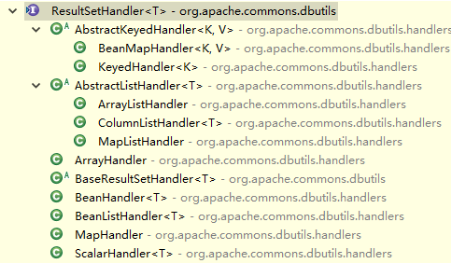 ResultSetHandler<T> - org.apache.commons.dbutils
AbstractKeyedHandler<K, V> - org.apache.commons.dbutils.handlers
BeanMapHandler<K, V> - org.apache.commons.dbutils.handlers
KeyedHandler<K> - org.apache.commons.dbutils.handlers
AbstractListHandler<T> - org.apache.commons.dbutils.handlers
ArrayListHandler - org.apache.commons.dbutils.handlers
ColumnListHandler<T> - org.apache.commons.dbutils.handlers
MapListHandler - org.apache.commons.dbutils.handlers
ArrayHandler - org.apache.commons.dbutils.handlers
BaseResultSetHandler<T> - org.apache.commons.dbutils
BeanHandler<T> - org.apache.commons.dbutils.handlers
BeanListHandler<T> - org.apache.commons.dbutils.handlers
MapHandler - org.apache.commons.dbutils.handlers
ScalarHandler<T> - org.apache.commons.dbutils.handlers